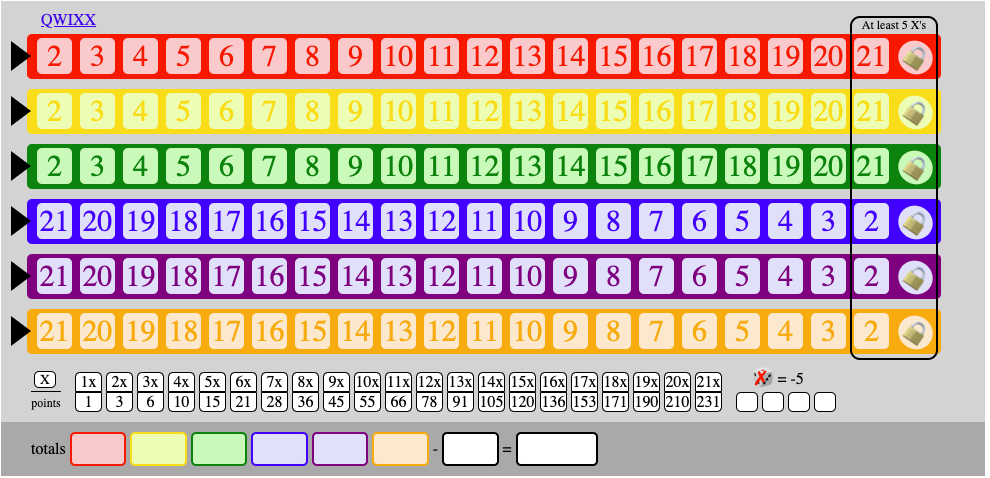 QWIXX
At least 5 X's
2 3 4 5 6 7 8 9 10 11 12 13 14 15 16 17 18 19 20 21
2 3 4 5 6 7 8 9 10 11 12 13 14 15 16 17 18 19 20 21
2 3 4 5 6 7 8 9 10 11 12 13 14 15 16 17 18 19 20 21
21 20 19 18 17 16 15 14 13 12 11 10 9 8 7 6 5 4 3 2
21 20 19 18 17 16 15 14 13 12 11 10 9 8 7 6 5 4 3 2
21 20 19 18 17 16 15 14 13 12 11 10 9 8 7 6 5 4 3 2
X 1x 2x 3x 4x 5x 6x 7x 8x 9x 10x 11x 12x 13x 14x 15x 16x 17x 18x 19x 20x 21x = -5
points 1 3 6 10 15 21 28 36 45 55 66 78 91 105 120 136 153 171 190 210 231
totals - =